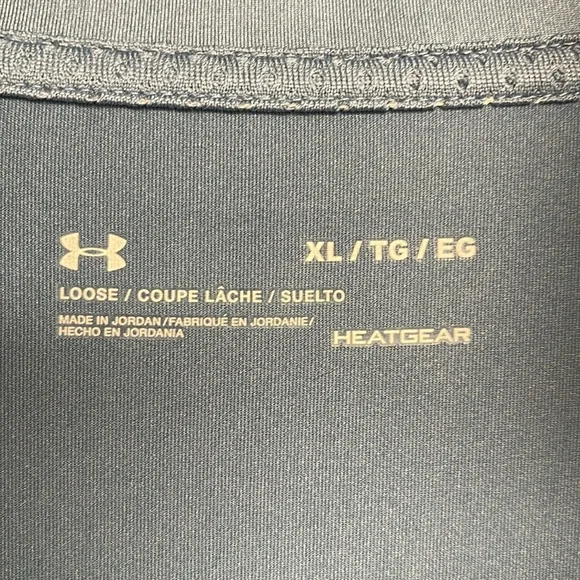 XL / TG / EG
LOOSE / COUPE LÂCHE / SUELTO
MADE IN JORDAN/FABRIQUÉ EN JORDANIE/
HECHO EN JORDANIA
HEATGEAR